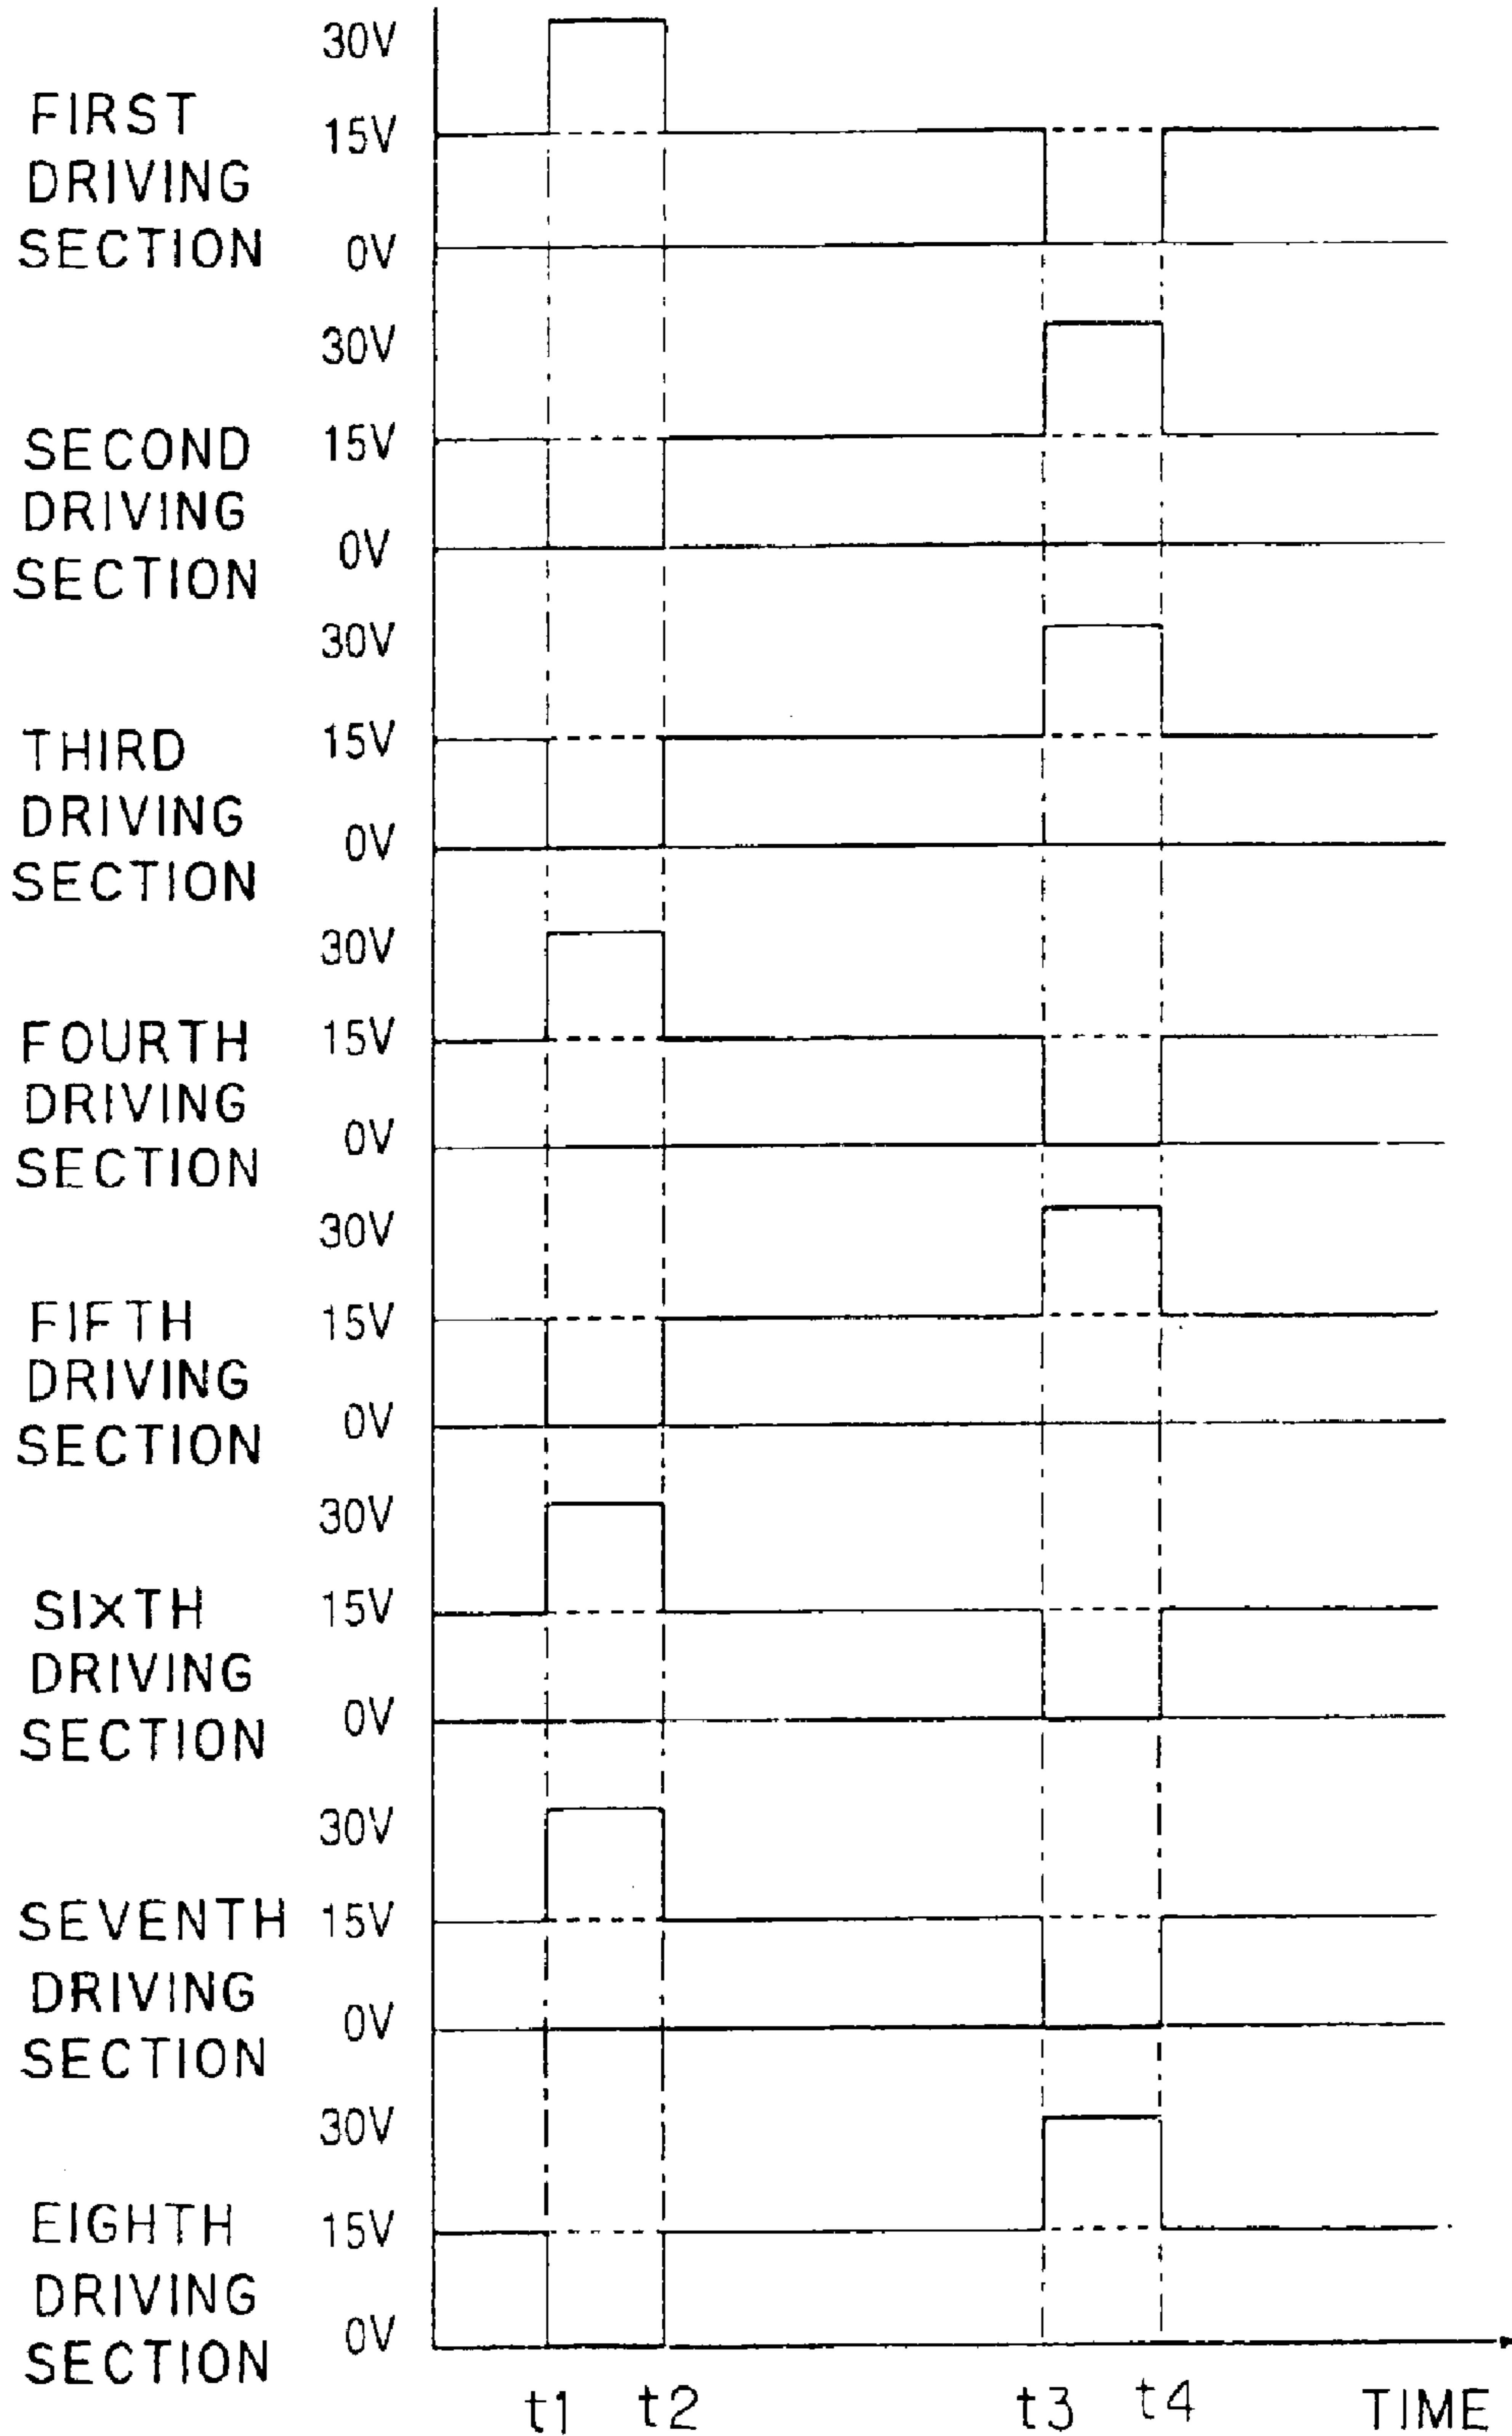 30V
FIRST
15V
DRIVING
SECTION
0V
30V
SECOND
15V
DRIVING
0V
SECTION
30V
THIRD
15V
DRIVING
0V
SECTION
30V
FOURTH
15V
DRIVING
0V
SECTION
30V
FIFTH
15V
DRIVING
0V
SECTION
30V
SIXTH
15V
DRIVING
0V
SECTION
30V
SEVENTH
15V
DRIVING
0V
SECTION
30V
EIGHTH
15V
DRIVING
0V
SECTION
t1 t2 t3 t4 TIME